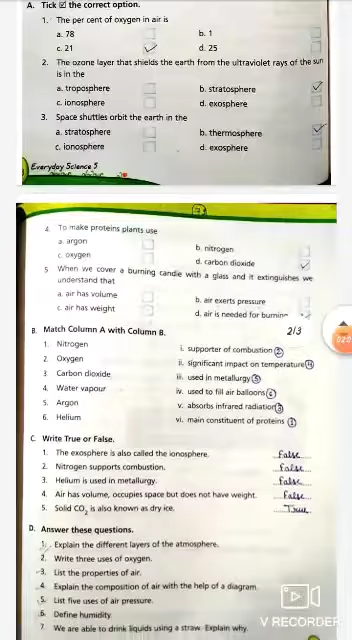 A. Tick ☑ the correct option.
1. The per cent of oxygen in air is
a. 78 b. 1
c. 21 d. 25
2. The ozone layer that shields the earth from the ultraviolet rays of the sun
is in the
a. troposphere b. stratosphere
c. ionosphere d. exosphere
3. Space shuttles orbit the earth in the
a. stratosphere b. thermosphere
c. ionosphere d. exosphere
Everyday Science 5
4. To make proteins plants use
a. argon b. nitrogen
c. oxygen d. carbon dioxide
5. When we cover a burning candle with a glass and it extinguishes we
understand that
a. air has volume b. air exerts pressure
c. air has weight d. air is needed for burning
2/3
B. Match Column A with Column B.
1. Nitrogen i. supporter of combustion 2
2. Oxygen ii. significant impact on temperature 4
3. Carbon dioxide iii. used in metallurgy 5
4. Water vapour iv. used to fill air balloons 6
5. Argon v. absorbs infrared radiation 3
6. Helium vi. main constituent of proteins 1
C. Write True or False.
1. The exosphere is also called the ionosphere. False
2. Nitrogen supports combustion. False
3. Helium is used in metallurgy. False
4. Air has volume, occupies space but does not have weight. False
5. Solid CO₂ is also known as dry ice. True
D. Answer these questions.
1. Explain the different layers of the atmosphere.
2. Write three uses of oxygen.
3. List the properties of air.
4. Explain the composition of air with the help of a diagram.
5. List five uses of air pressure.
6. Define humidity
7. We are able to drink liquids using a straw. Explain why.
V RECORDER